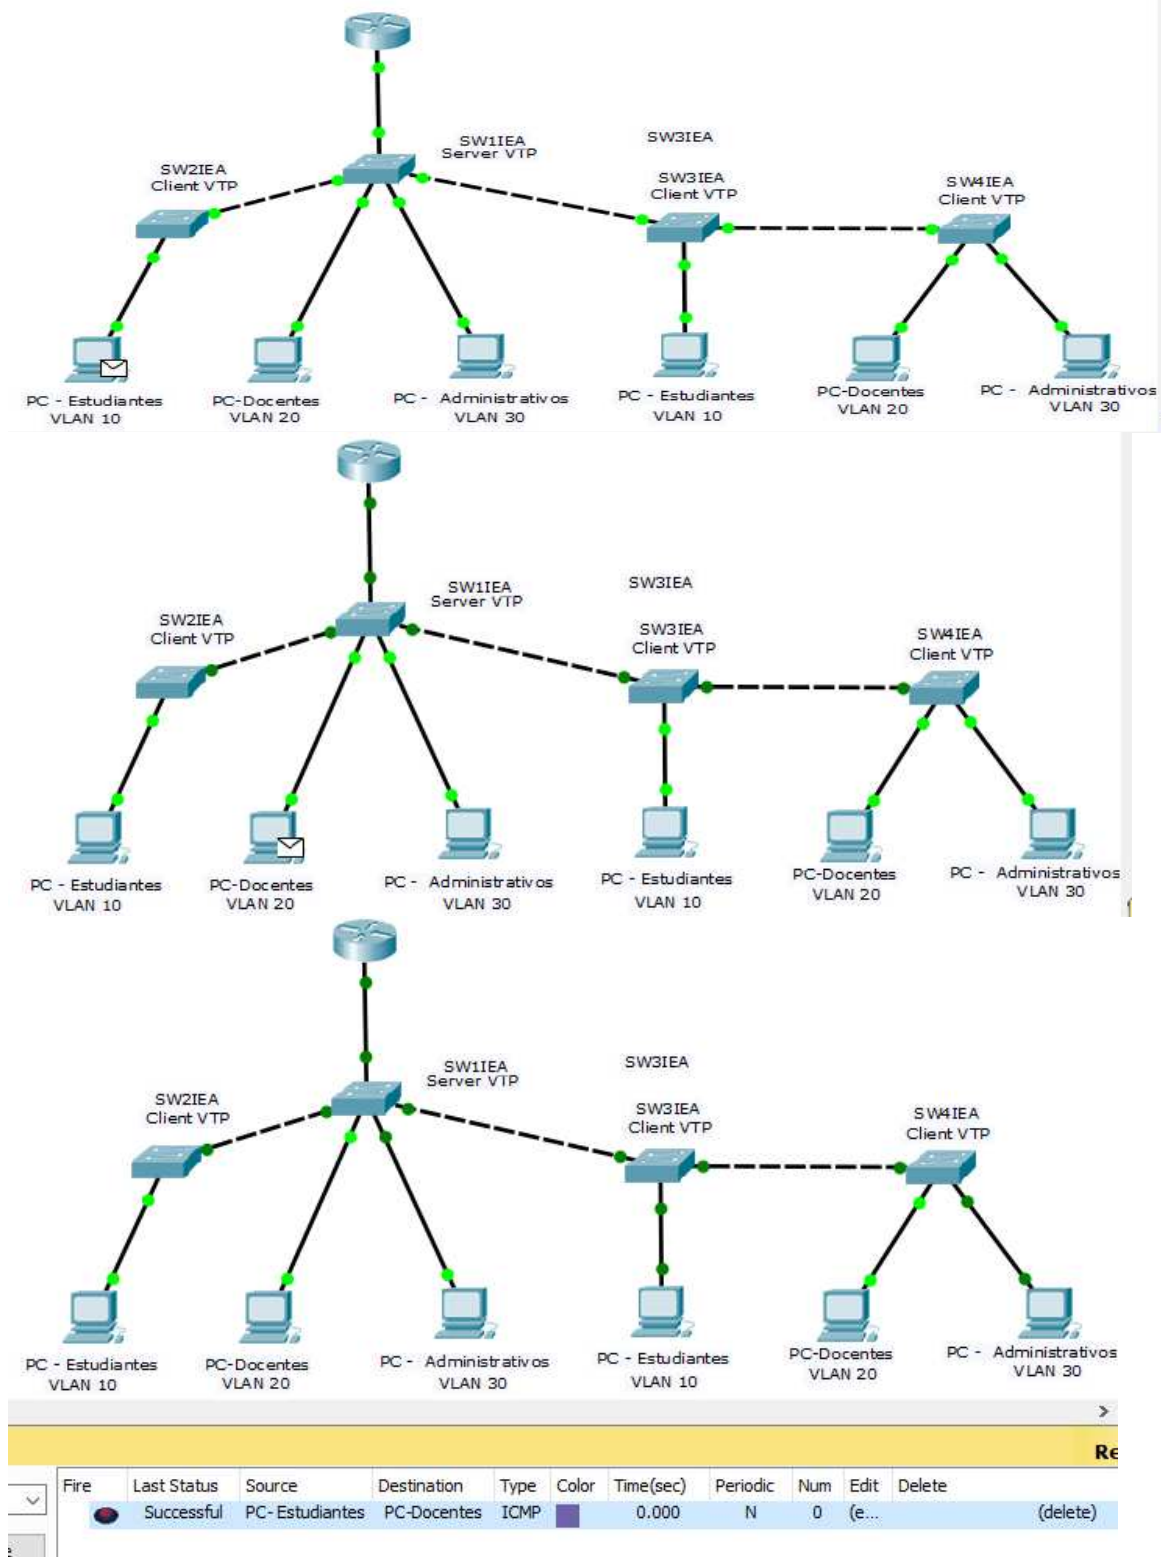 SW1IEA
Server VTP
SW3IEA
SW2IEA
Client VTP
SW3IEA
Client VTP
SW4IEA
Client VTP
PC - Estudiantes
VLAN 10
PC-Docentes
VLAN 20
PC - Administrativos
VLAN 30
PC - Estudiantes
VLAN 10
PC-Docentes
VLAN 20
PC - Administrativos
VLAN 30
SW1IEA
Server VTP
SW3IEA
SW2IEA
Client VTP
SW3IEA
Client VTP
SW4IEA
Client VTP
PC - Estudiantes
VLAN 10
PC-Docentes
VLAN 20
PC - Administrativos
VLAN 30
PC - Estudiantes
VLAN 10
PC-Docentes
VLAN 20
PC - Administrativos
VLAN 30
SW1IEA
Server VTP
SW3IEA
SW2IEA
Client VTP
SW3IEA
Client VTP
SW4IEA
Client VTP
PC - Estudiantes
VLAN 10
PC-Docentes
VLAN 20
PC - Administrativos
VLAN 30
PC - Estudiantes
VLAN 10
PC-Docentes
VLAN 20
PC - Administrativos
VLAN 30
Fire Last Status Source Destination Type Color Time(sec) Periodic Num Edit Delete
Successful PC- Estudiantes PC-Docentes ICMP 0.000 N 0 (e... (delete)